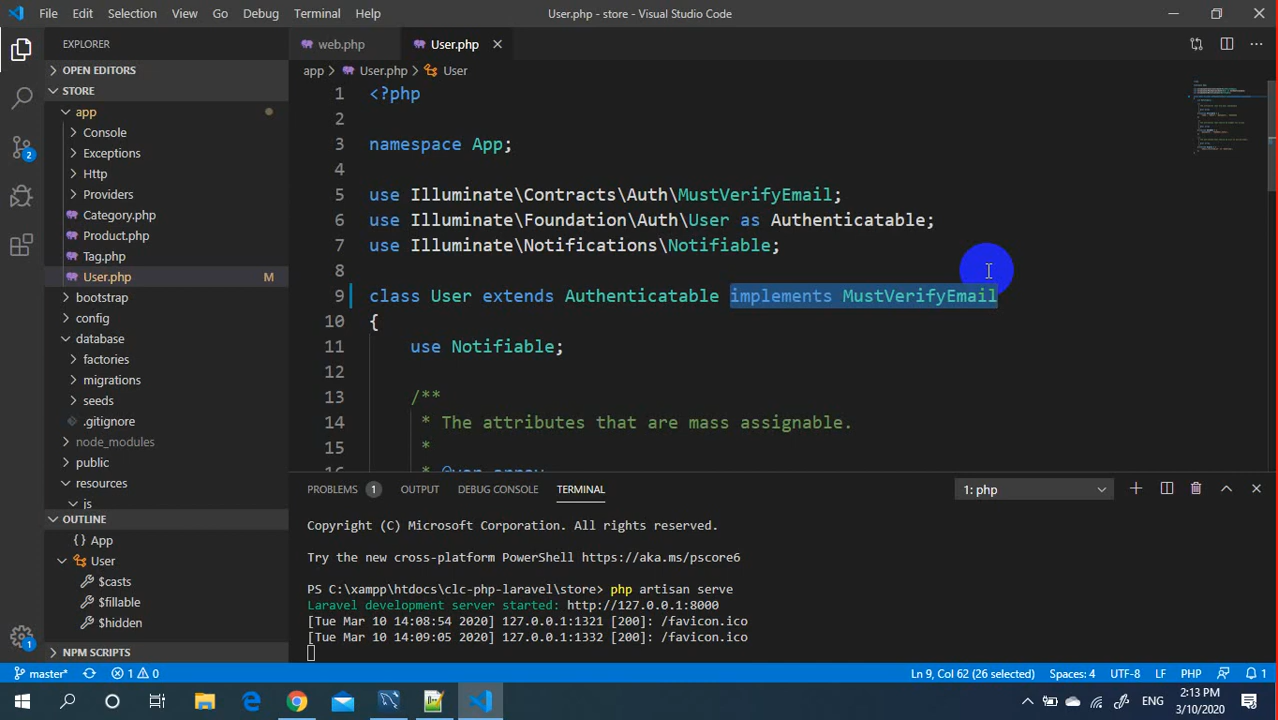 File Edit Selection View Go Debug Terminal Help
User.php - store - Visual Studio Code
EXPLORER
OPEN EDITORS
STORE
app
Console
Exceptions
Http
Providers
Category.php
Product.php
Tag.php
User.php M
bootstrap
config
database
factories
migrations
seeds
.gitignore
node_modules
public
resources
js
OUTLINE
{} App
User
$casts
$fillable
$hidden
NPM SCRIPTS
2
1
web.php User.php
app > User.php > User
1 <?php
2
3 namespace App;
4
5 use Illuminate\Contracts\Auth\MustVerifyEmail;
6 use Illuminate\Foundation\Auth\User as Authenticatable;
7 use Illuminate\Notifications\Notifiable;
8
9 class User extends Authenticatable implements MustVerifyEmail
10 {
11 use Notifiable;
12
13 /**
14 * The attributes that are mass assignable.
15 *
16 * @var array
PROBLEMS 1 OUTPUT DEBUG CONSOLE TERMINAL 1: php
Copyright (C) Microsoft Corporation. All rights reserved.
Try the new cross-platform PowerShell https://aka.ms/pscore6
PS C:\xampp\htdocs\clc-php-laravel\store> php artisan serve
Laravel development server started: http://127.0.0.1:8000
[Tue Mar 10 14:08:54 2020] 127.0.0.1:1321 [200]: /favicon.ico
[Tue Mar 10 14:09:05 2020] 127.0.0.1:1332 [200]: /favicon.ico
master* 1 0 Ln 9, Col 62 (26 selected) Spaces: 4 UTF-8 LF PHP 1
ENG 2:13 PM
3/10/2020